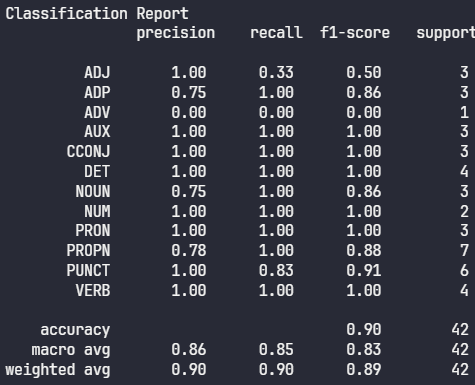 Classification Report
precision recall f1-score support
ADJ 1.00 0.33 0.50 3
ADP 0.75 1.00 0.86 3
ADV 0.00 0.00 0.00 1
AUX 1.00 1.00 1.00 3
CCONJ 1.00 1.00 1.00 3
DET 1.00 1.00 1.00 4
NOUN 0.75 1.00 0.86 3
NUM 1.00 1.00 1.00 2
PRON 1.00 1.00 1.00 3
PROPN 0.78 1.00 0.88 7
PUNCT 1.00 0.83 0.91 6
VERB 1.00 1.00 1.00 4
accuracy 0.90 42
macro avg 0.86 0.85 0.83 42
weighted avg 0.90 0.90 0.89 42